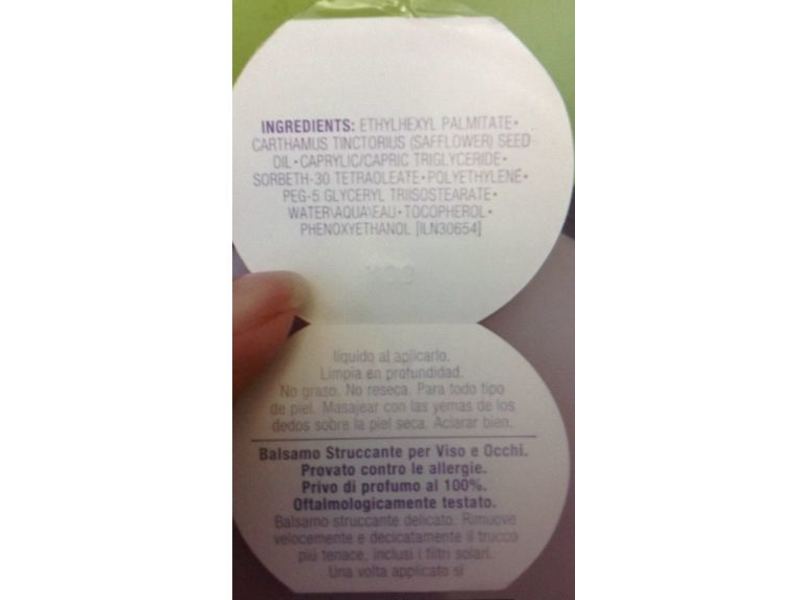 INGREDIENTS: ETHYLHEXYL PALMITATE•
CARTHAMUS TINCTORIUS (SAFFLOWER) SEED
OIL•CAPRYLIC/CAPRIC TRIGLYCERIDE•
SORBETH-30 TETRAOLEATE•POLYETHYLENE•
PEG-5 GLYCERYL TRIISOSTEARATE•
WATER\AQUA\EAU•TOCOPHEROL•
PHENOXYETHANOL [ILN30654]
líquido al aplicarlo.
Limpia en profundidad.
No graso. No reseca. Para todo tipo
de piel. Masajear con las yemas de los
dedos sobre la piel seca. Aclarar bien.
Balsamo Struccante per Viso e Occhi.
Provato contro le allergie.
Privo di profumo al 100%.
Oftalmologicamente testato.
Balsamo struccante delicato. Rimuove
velocemente e decicatamente il trucco
più tenace, inclusi i filtri solari.
Una volta applicato si